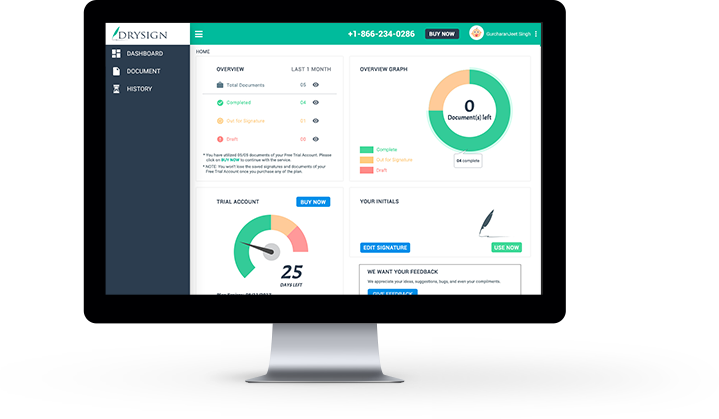 DRYSIGN
+1-866-234-0286
BUY NOW
GurcharanJeet Singh
DASHBOARD
DOCUMENT
HISTORY
HOME
OVERVIEW
LAST 1 MONTH
Total Documents 05
Completed 04
Out for Signature 01
Draft 00
* You have utilized 05/05 documents of your Free Trial Account. Please
click on BUY NOW to continue with the service.
* NOTE: You won't lose the saved signatures and documents of your
Free Trial Account once you purchase any of the plan.
OVERVIEW GRAPH
0
Document(s) left
Complete
Out for Signature
Draft
04 complete
TRIAL ACCOUNT
BUY NOW
25
DAYS LEFT
YOUR INITIALS
EDIT SIGNATURE
USE NOW
WE WANT YOUR FEEDBACK
We appreciate your ideas, suggestions, bugs, and even your compliments.
GIVE FEEDBACK